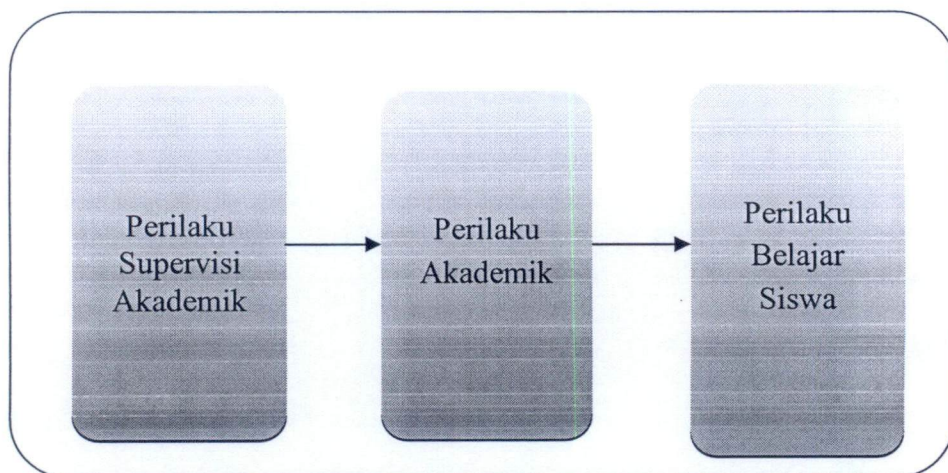 Perilaku
Supervisi
Akademik
Perilaku
Akademik
Perilaku
Belajar
Siswa